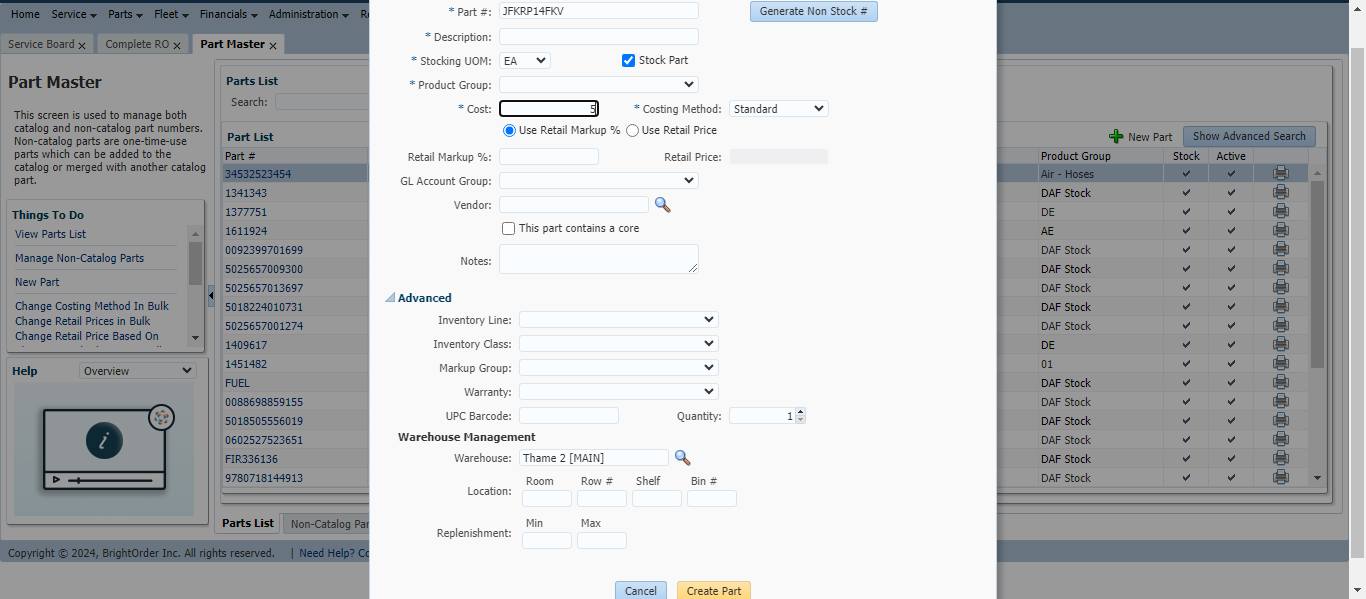 Home Service Parts Fleet Financials Administration
Service Board x Complete RO x Part Master x
Part Master
This screen is used to manage both
catalog and non-catalog part numbers.
Non-catalog parts are one-time-use
parts which can be added to the
catalog or merged with another catalog
part.
Things To Do
View Parts List
Manage Non-Catalog Parts
New Part
Change Costing Method In Bulk
Change Retail Prices in Bulk
Change Retail Price Based On
Help Overview
i
Parts List
Search:
Part List
Part #
34532523454
1341343
1377751
1611924
0092399701699
5025657009300
5025657013697
5018224010731
5025657001274
1409617
1451482
FUEL
0088698859155
5018505556019
0602527523651
FIR336136
9780718144913
Parts List Non-Catalog Par
* Part #: JFKRP14FKV Generate Non Stock #
* Description:
* Stocking UOM: EA Stock Part
* Product Group:
* Cost: 5 * Costing Method: Standard
Use Retail Markup % Use Retail Price
Retail Markup %: Retail Price:
GL Account Group:
Vendor:
This part contains a core
Notes:
Advanced
Inventory Line:
Inventory Class:
Markup Group:
Warranty:
UPC Barcode: Quantity: 1
Warehouse Management
Warehouse: Thame 2 [MAIN]
Room Row # Shelf Bin #
Location:
Min Max
Replenishment:
Cancel Create Part
New Part Show Advanced Search
Product Group Stock Active
Air - Hoses
DAF Stock
DE
AE
DAF Stock
DAF Stock
DAF Stock
DAF Stock
DAF Stock
DE
01
DAF Stock
DAF Stock
DAF Stock
DAF Stock
DAF Stock
DAF Stock
Copyright © 2024, BrightOrder Inc. All rights reserved. | Need Help? Co